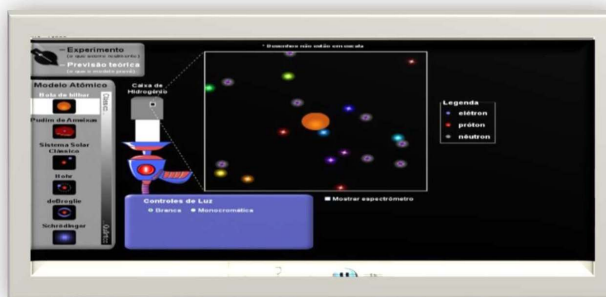 * Desenhos não estão em escala
Experimento
(o que ocorre realmente)
Previsão teórica
(o que o modelo prevê)
Modelo Atômico
Bola de bilhar
Pudim de Ameixas
Sistema Solar
Clássico
Bohr
deBroglie
Schrödinger
Clássico
Quântico
Caixa de
Hidrogênio
Legenda
elétron
próton
nêutron
Controles de Luz
Branca
Monocromática
Mostrar espectrômetro